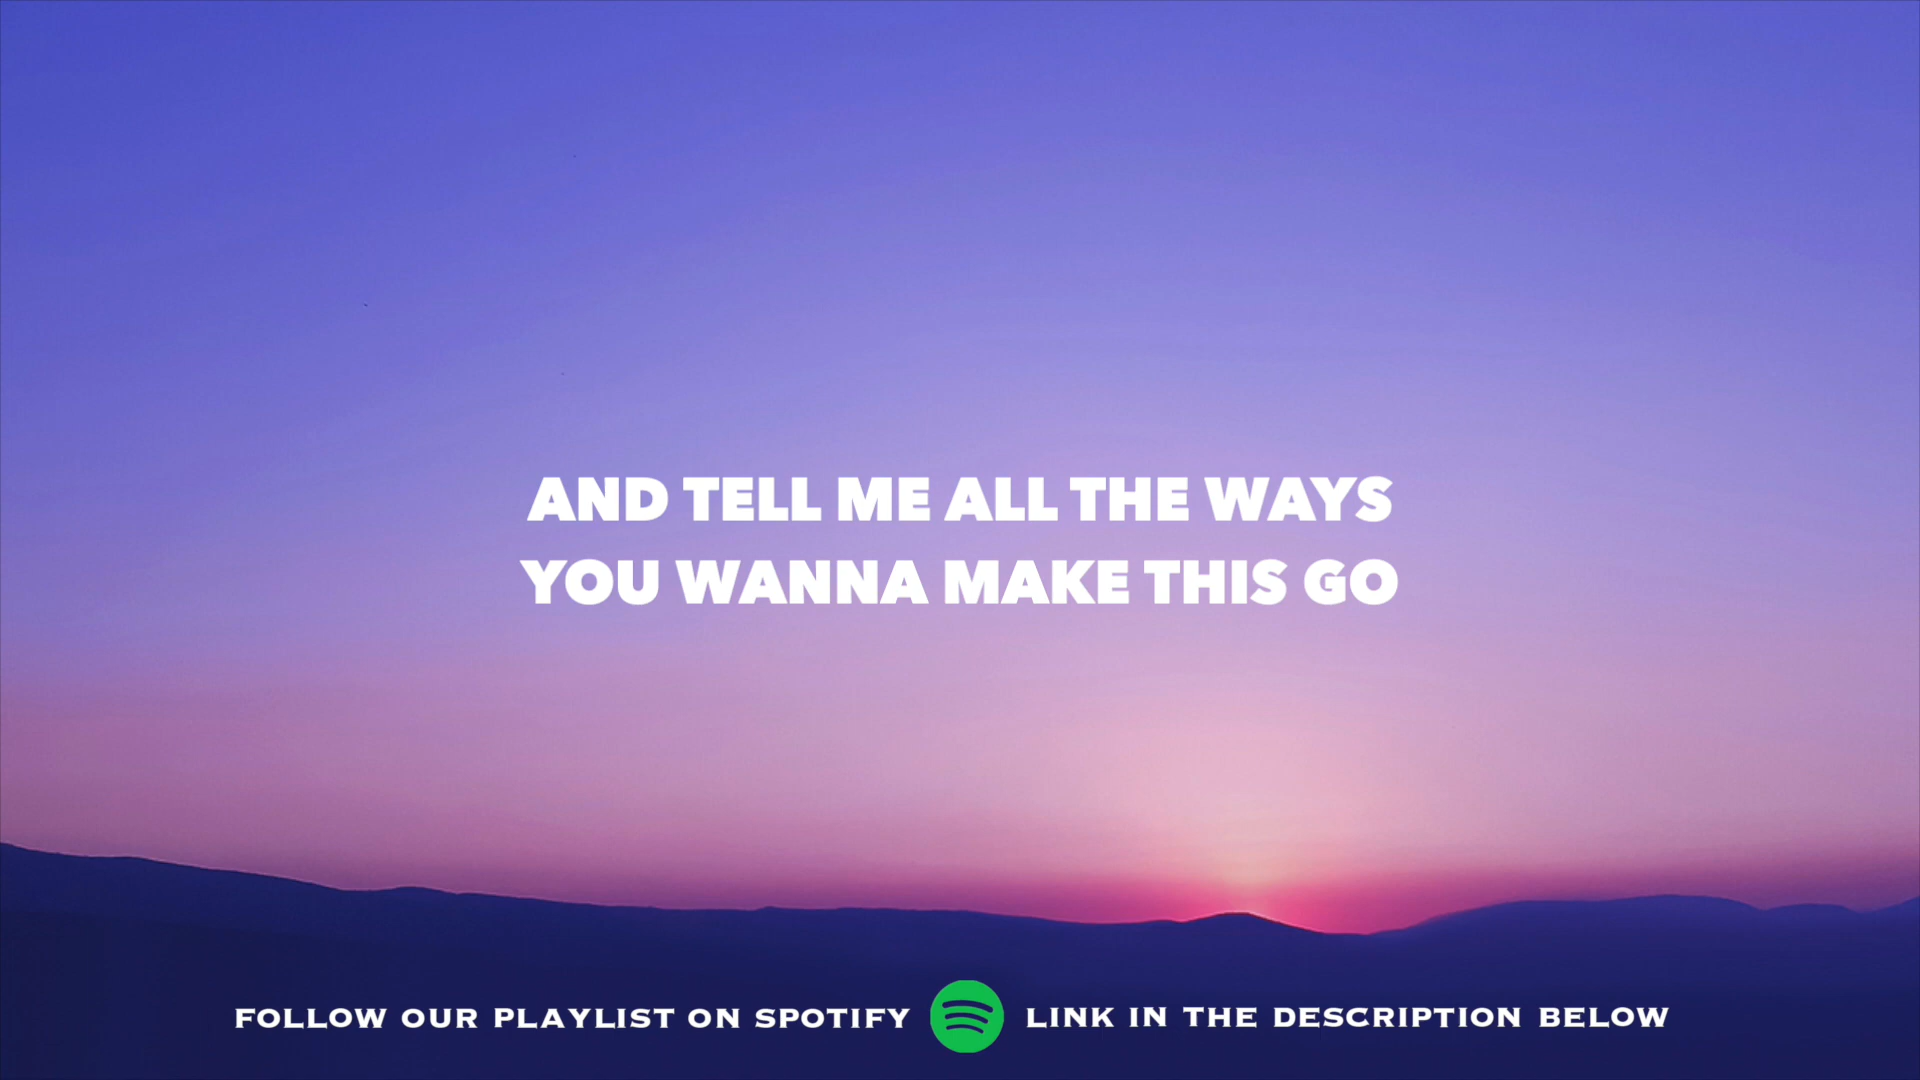 AND TELL ME ALL THE WAYS
YOU WANNA MAKE THIS GO
FOLLOW OUR PLAYLIST ON SPOTIFY LINK IN THE DESCRIPTION BELOW